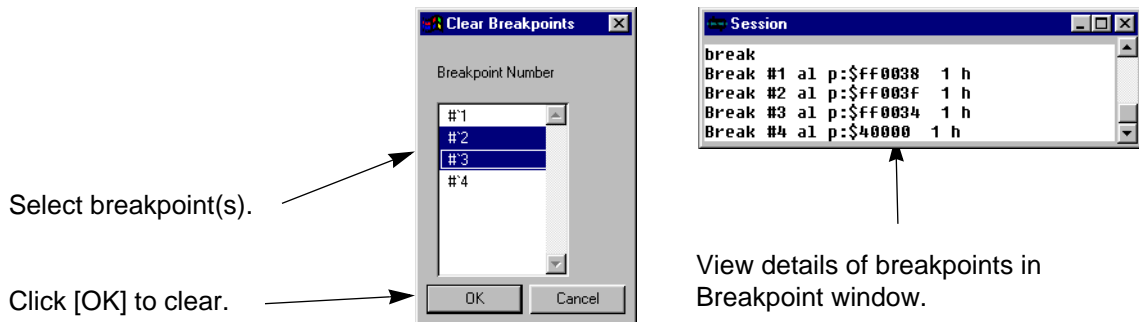 Clear Breakpoints
Breakpoint Number
#`1
#`2
#`3
#`4
OK
Cancel
Select breakpoint(s).
Click [OK] to clear.
Session
break
Break #1 al p:$ff0038  1 h
Break #2 al p:$ff003f  1 h
Break #3 al p:$ff0034  1 h
Break #4 al p:$40000  1 h
View details of breakpoints in
Breakpoint window.